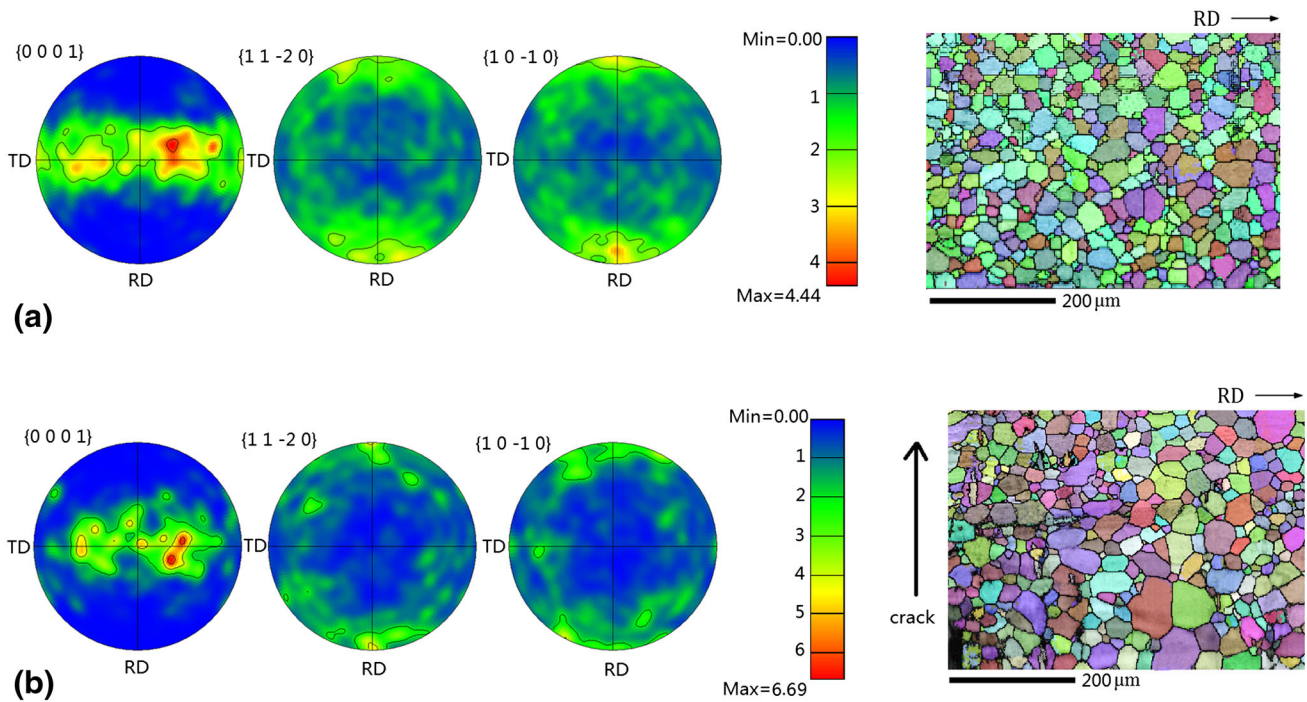 {0 0 0 1}
{1 1 -2 0}
{1 0 -1 0}
Min=0.00
1
2
3
4
Max=4.44
TD
TD
TD
RD
RD
RD
RD
200 μm
(a)
{0 0 0 1}
{1 1 -2 0}
{1 0 -1 0}
Min=0.00
1
2
3
4
5
6
Max=6.69
TD
TD
TD
RD
RD
RD
RD
crack
200 μm
(b)